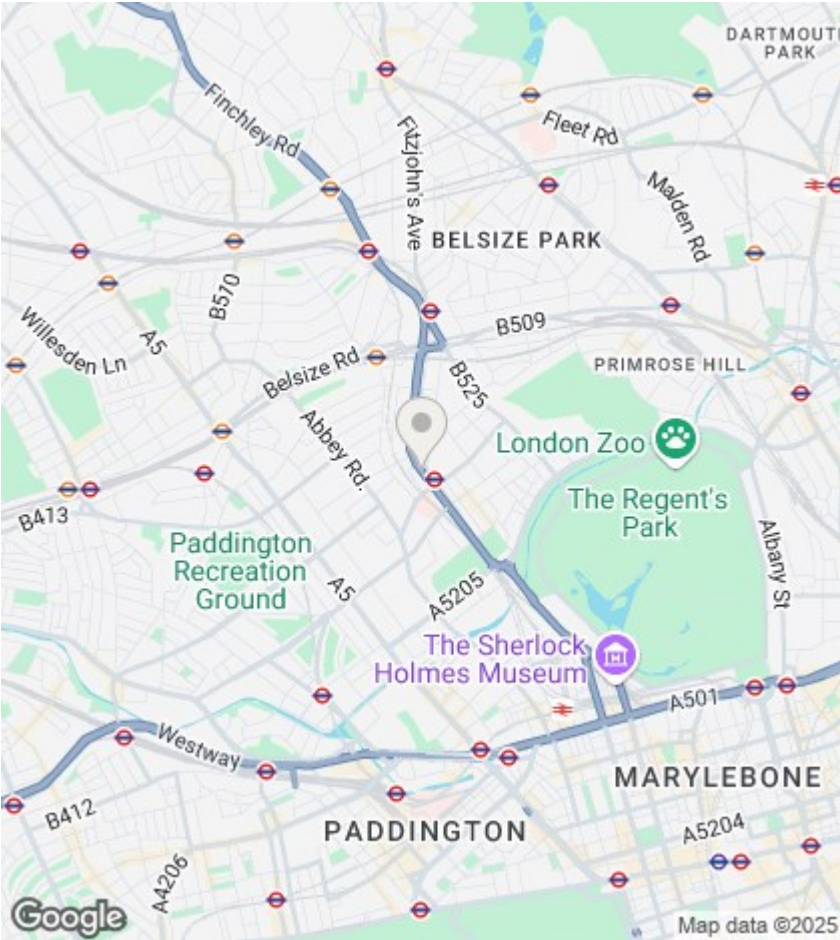 DARTMOUTH
PARK
Finchley Rd
Fitzjohn's Ave
Fleet Rd
Malden Rd
BELSIZE PARK
B510
A5
Willesden Ln
B509
PRIMROSE HILL
Belsize Rd
B525
Abbey Rd.
London Zoo
The Regent's
Park
B413
Paddington
Recreation
Ground
A5
A5205
Albany St
The Sherlock
Holmes Museum
A501
Westway
MARYLEBONE
B412
PADDINGTON
A5204
A4206
Google
Map data ©2025